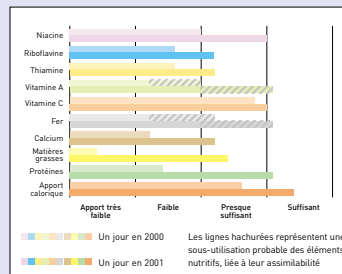 Niacine
Riboflavine
Thiamine
Vitamine A
Vitamine C
Fer
Calcium
Matières
grasses
Protéines
Apport
calorique
Apport très
faible
Faible
Presque
suffisant
Suffisant
Un jour en 2000
Un jour en 2001
Les lignes hachurées représentent une
sous-utilisation probable des éléments
nutritifs, liée à leur assimilabilité